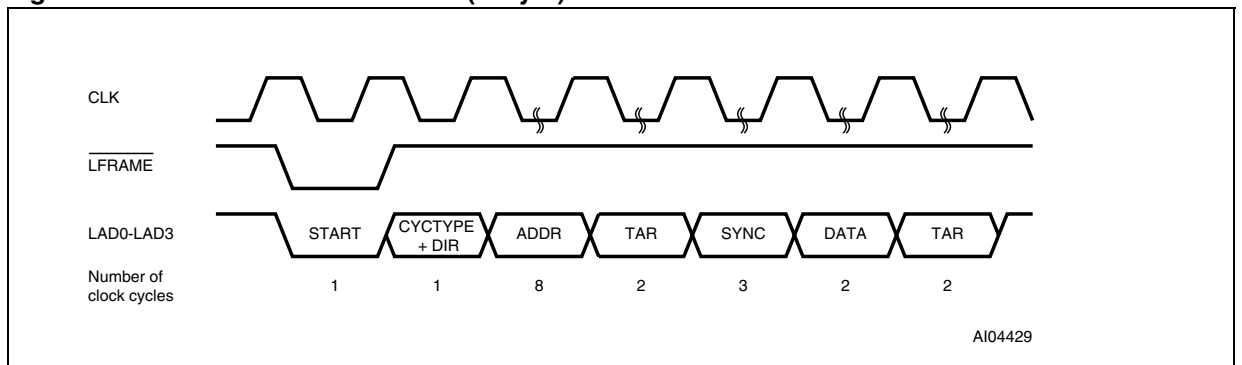 CLK
LFRAME
LAD0-LAD3
START
CYCTYPE
+ DIR
ADDR
TAR
SYNC
DATA
TAR
Number of
clock cycles
1
1
8
2
3
2
2
AI04429